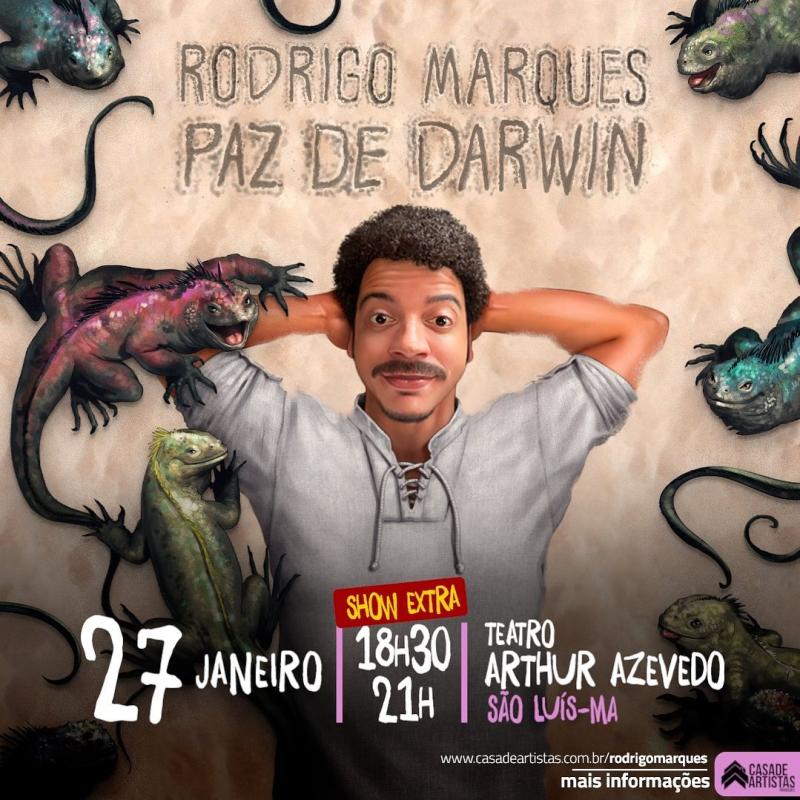 RODRIGO MARQUES
PAZ DE DARWIN
SHOW EXTRA
27 JANEIRO
18H30
21H
TEATRO
ARTHUR AZEVEDO
SÃO LUÍS-MA
www.casadeartistas.com.br/rodrigomarques
mais informações
CASA DE
ARTISTAS